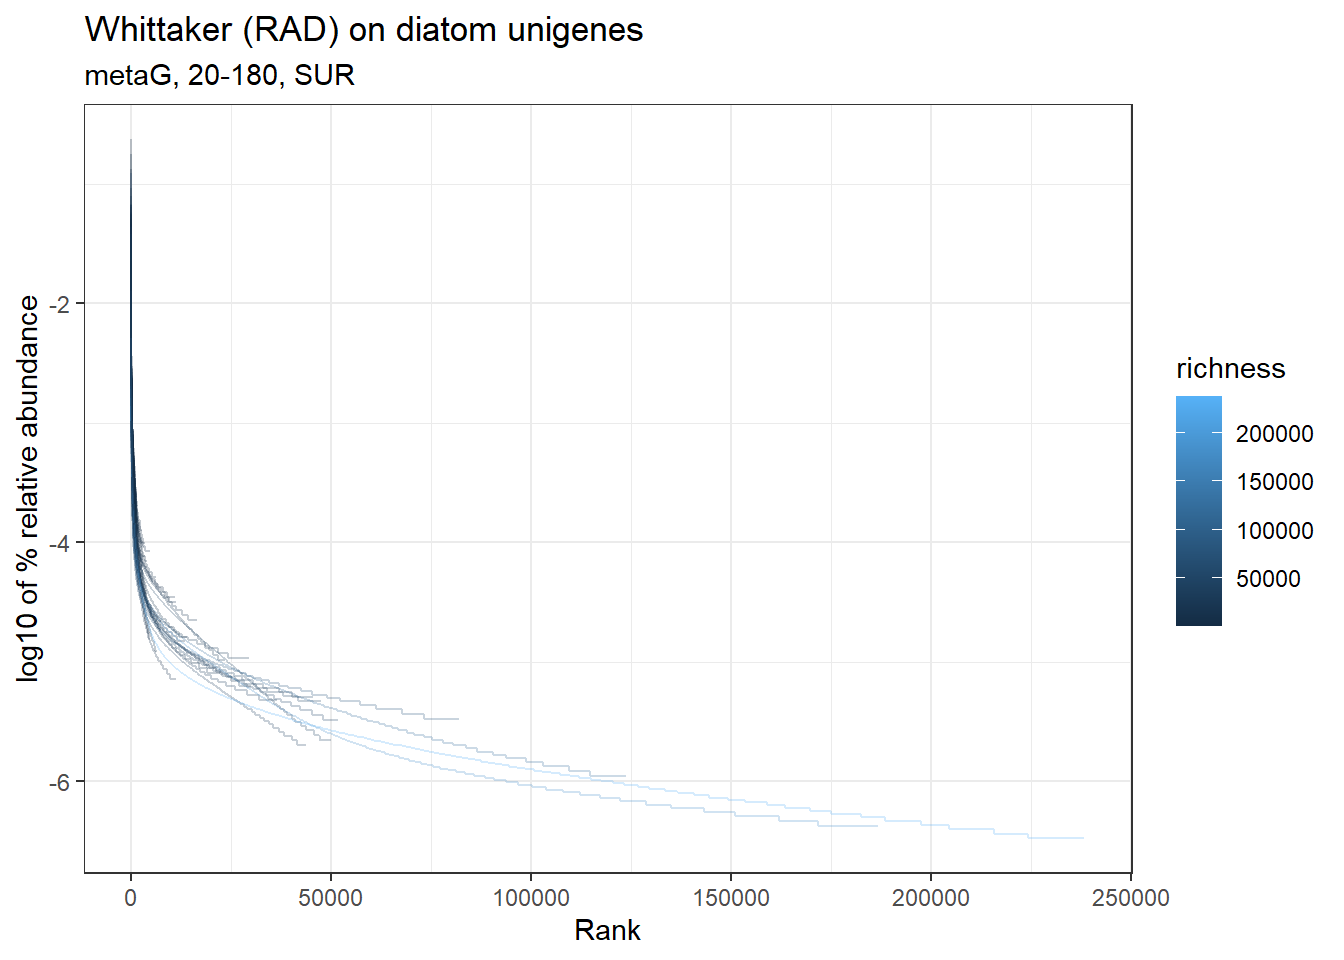 Whittaker (RAD) on diatom unigenes
metaG, 20-180, SUR
log10 of % relative abundance
-2
-4
-6
0
50000
100000
150000
200000
250000
Rank
richness
200000
150000
100000
50000